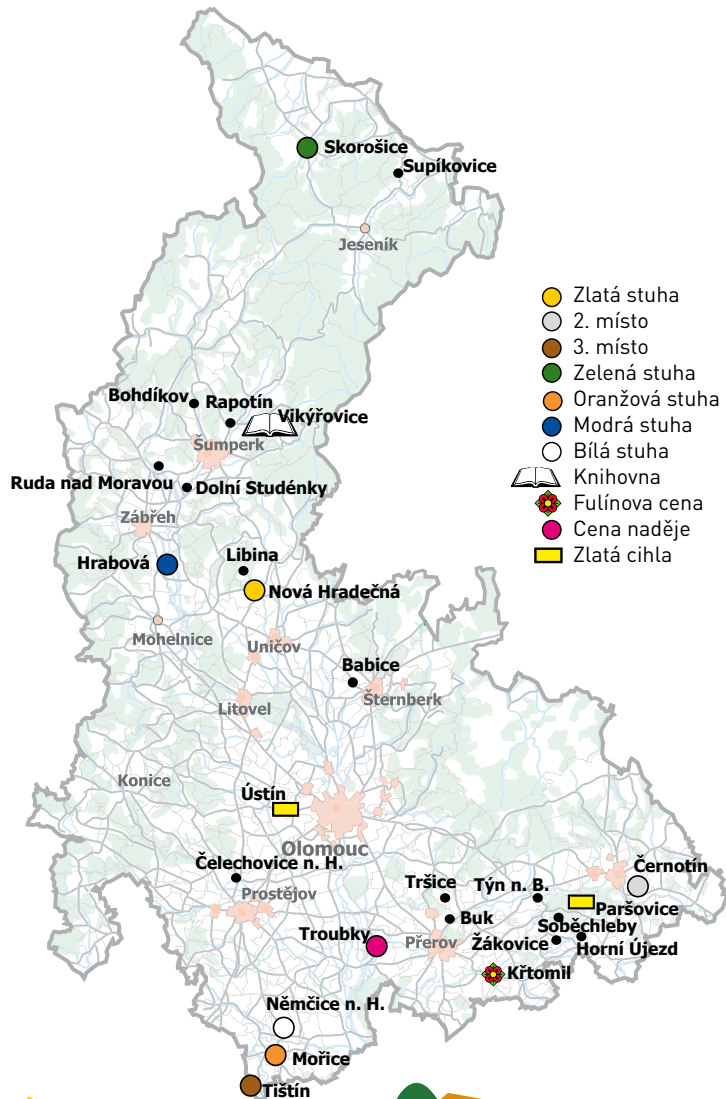 Skorošice
Supíkovice
Jeseník
Zlatá stuha
2. místo
3. místo
Zelená stuha
Oranžová stuha
Modrá stuha
Bílá stuha
Knihovna
Fulínova cena
Cena naděje
Zlatá cihla
Bohdíkov
Rapotín
Vikýřovice
Šumperk
Ruda nad Moravou
Dolní Studénky
Zábřeh
Hrabová
Libina
Nová Hradečná
Mohelnice
Uničov
Babice
Šternberk
Litovel
Konice
Ústín
Olomouc
Čelechovice n. H.
Prostějov
Černotín
Tršice
Týn n. B.
Paršovice
Buk
Soběchleby
Troubky
Přerov
Žákovice
Horní Újezd
Křtomil
Němčice n. H.
Mořice
Tištín